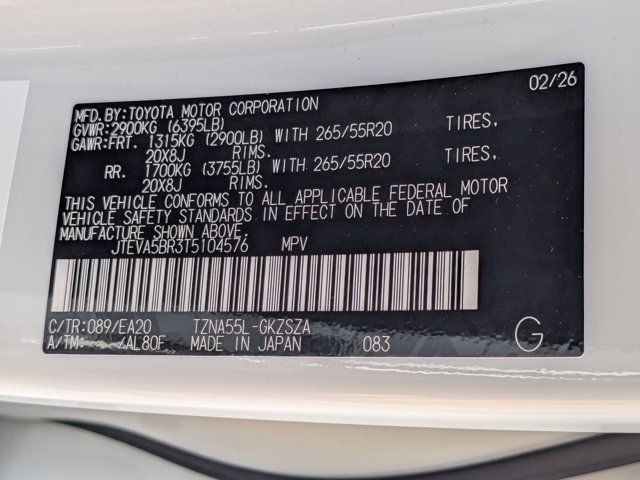 02/26
MFD.BY:TOYOTA MOTOR CORPORATION
GVWR:2900KG (6395LB)
GAWR:FRT. 1315KG (2900LB) WITH 265/55R20 TIRES,
20X8J RIMS.
RR. 1700KG (3755LB) WITH 265/55R20 TIRES,
20X8J RIMS.
THIS VEHICLE CONFORMS TO ALL APPLICABLE FEDERAL MOTOR
VEHICLE SAFETY STANDARDS IN EFFECT ON THE DATE OF
MANUFACTURE SHOWN ABOVE.
JTEVA5BR3T5104576 MPV
C/TR:089/EA20 TZNA55L-GKZSZA
A/TM: /AL80F MADE IN JAPAN 083 G